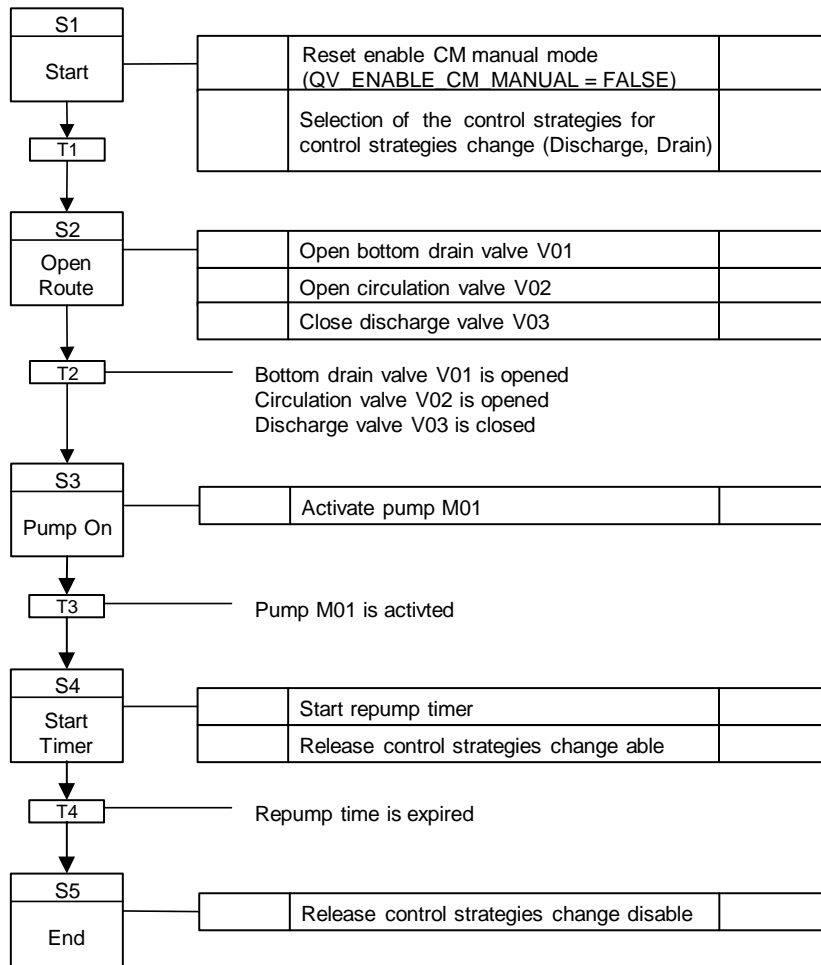 S1
Start
Reset enable CM manual mode
(QV_ENABLE_CM_MANUAL = FALSE)
Selection of the control strategies for
control strategies change (Discharge, Drain)
T1
S2
Open
Route
Open bottom drain valve V01
Open circulation valve V02
Close discharge valve V03
T2
Bottom drain valve V01 is opened
Circulation valve V02 is opened
Discharge valve V03 is closed
S3
Pump On
Activate pump M01
T3
Pump M01 is activted
S4
Start
Timer
Start repump timer
Release control strategies change able
T4
Repump time is expired
S5
End
Release control strategies change disable